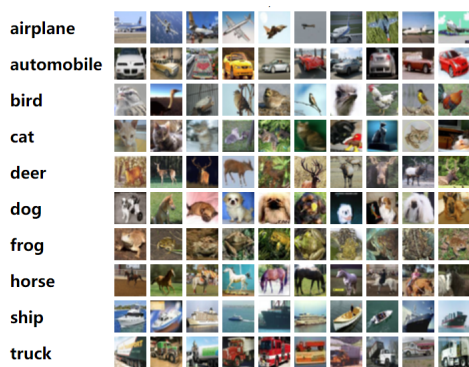 airplane
automobile
bird
cat
deer
dog
frog
horse
ship
truck